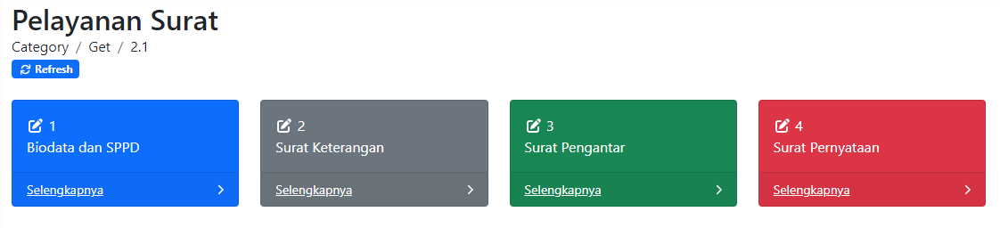 Pelayanan Surat
Category / Get / 2.1
Refresh
1
Biodata dan SPPD
Selengkapnya
2
Surat Keterangan
Selengkapnya
3
Surat Pengantar
Selengkapnya
4
Surat Pernyataan
Selengkapnya